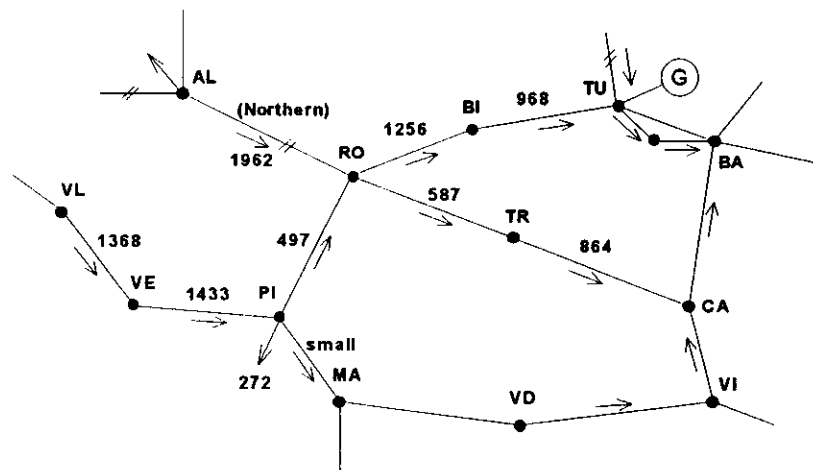 AL
(Northern)
1962
RO
1256
BI
968
TU
G
BA
587
TR
864
VL
1368
VE
1433
PI
497
272
small
MA
VD
CA
VI